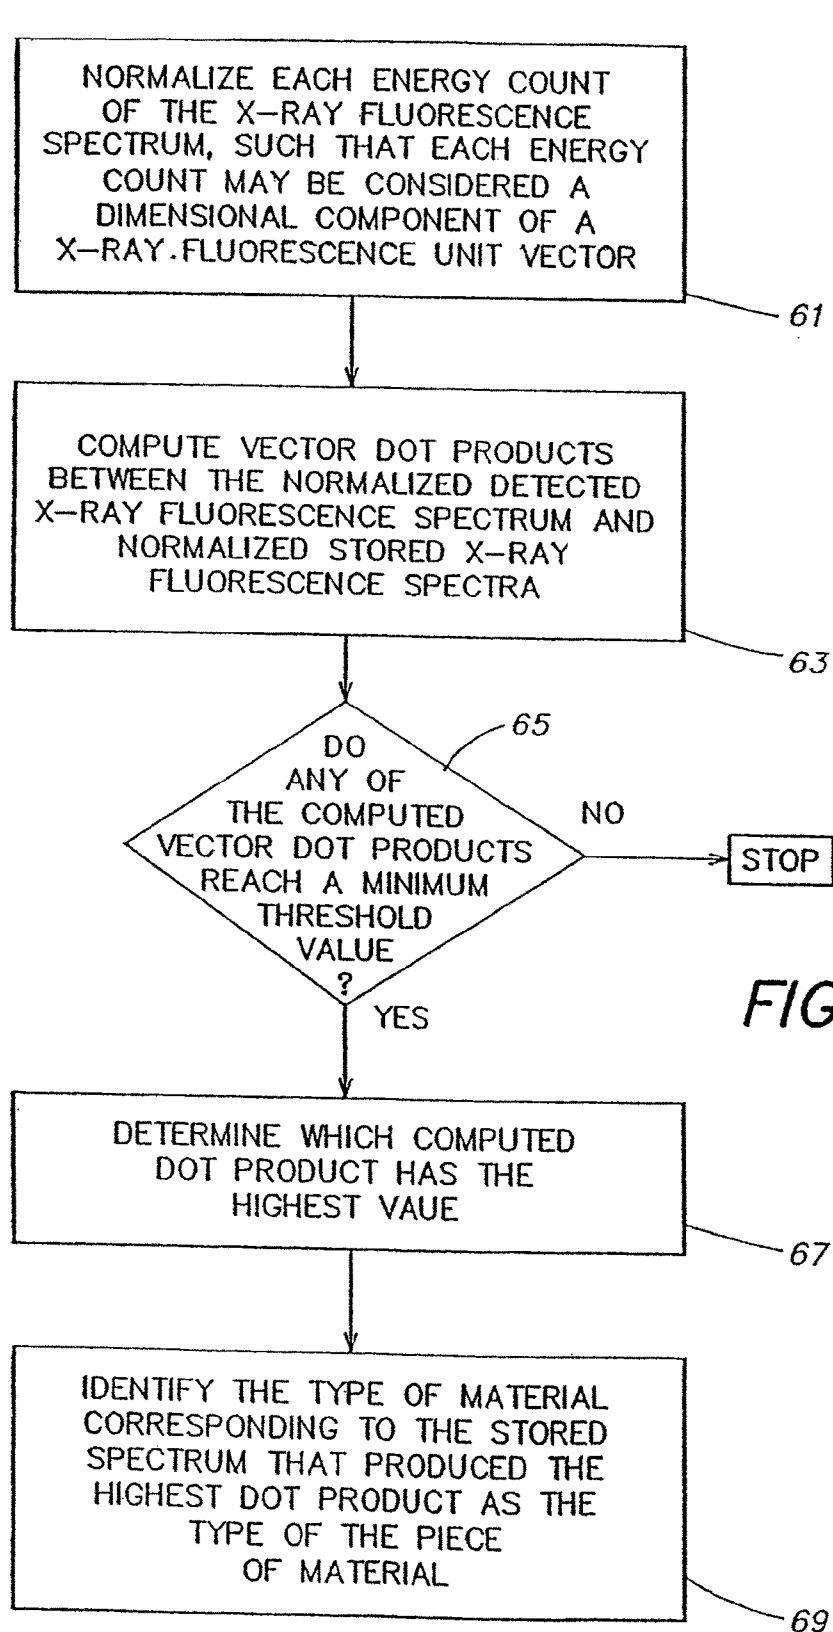 NORMALIZE EACH ENERGY COUNT
OF THE X-RAY FLUORESCENCE
SPECTRUM, SUCH THAT EACH ENERGY
COUNT MAY BE CONSIDERED A
DIMENSIONAL COMPONENT OF A
X-RAY.FLUORESCENCE UNIT VECTOR
61
COMPUTE VECTOR DOT PRODUCTS
BETWEEN THE NORMALIZED DETECTED
X-RAY FLUORESCENCE SPECTRUM AND
NORMALIZED STORED X-RAY
FLUORESCENCE SPECTRA
63
65
DO
ANY OF
THE COMPUTED
VECTOR DOT PRODUCTS
REACH A MINIMUM
THRESHOLD
VALUE
?
NO
STOP
YES
FIG
DETERMINE WHICH COMPUTED
DOT PRODUCT HAS THE
HIGHEST VAUE
67
IDENTIFY THE TYPE OF MATERIAL
CORRESPONDING TO THE STORED
SPECTRUM THAT PRODUCED THE
HIGHEST DOT PRODUCT AS THE
TYPE OF THE PIECE
OF MATERIAL
69